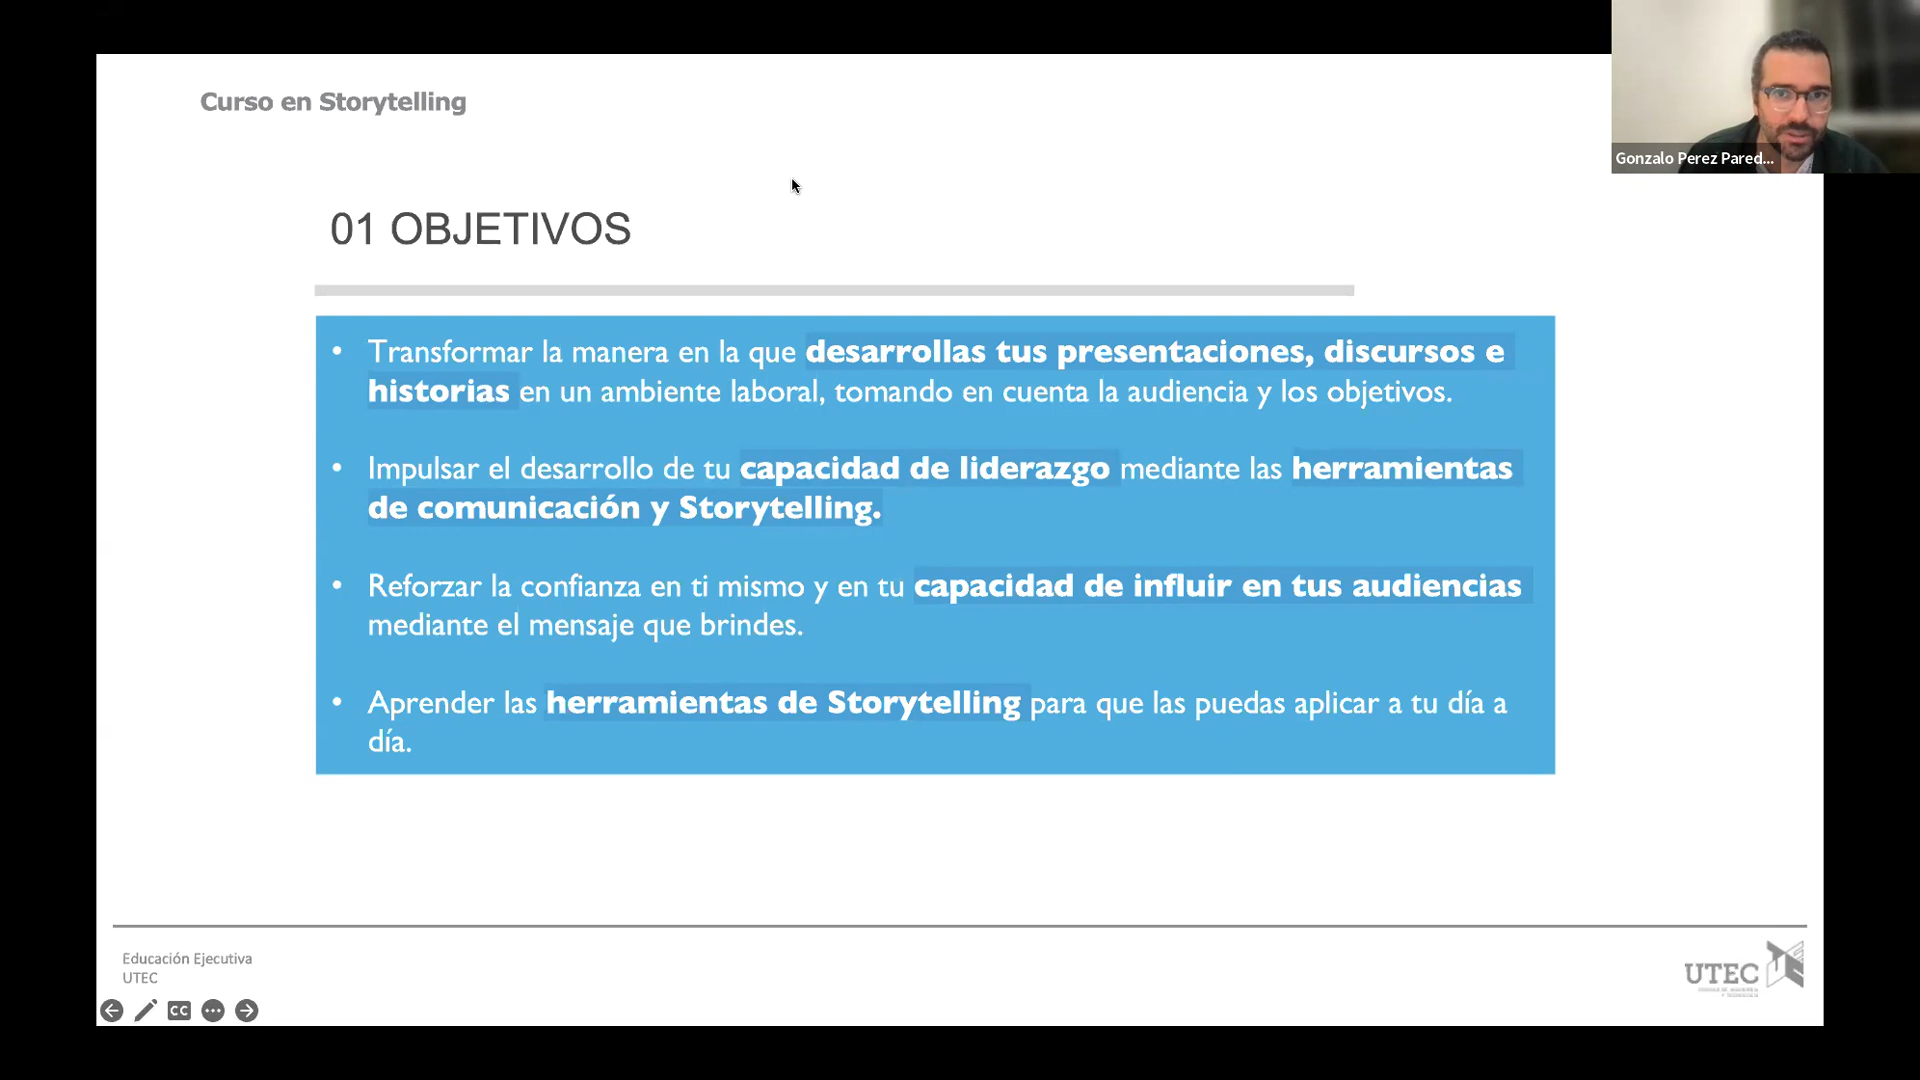 Curso en Storytelling
Gonzalo Perez Pared...
01 OBJETIVOS
• Transformar la manera en la que desarrollas tus presentaciones, discursos e
historias en un ambiente laboral, tomando en cuenta la audiencia y los objetivos.
• Impulsar el desarrollo de tu capacidad de liderazgo mediante las herramientas
de comunicación y Storytelling.
• Reforzar la confianza en ti mismo y en tu capacidad de influir en tus audiencias
mediante el mensaje que brindes.
• Aprender las herramientas de Storytelling para que las puedas aplicar a tu día a
día.
Educación Ejecutiva
UTEC
UTEC
CC